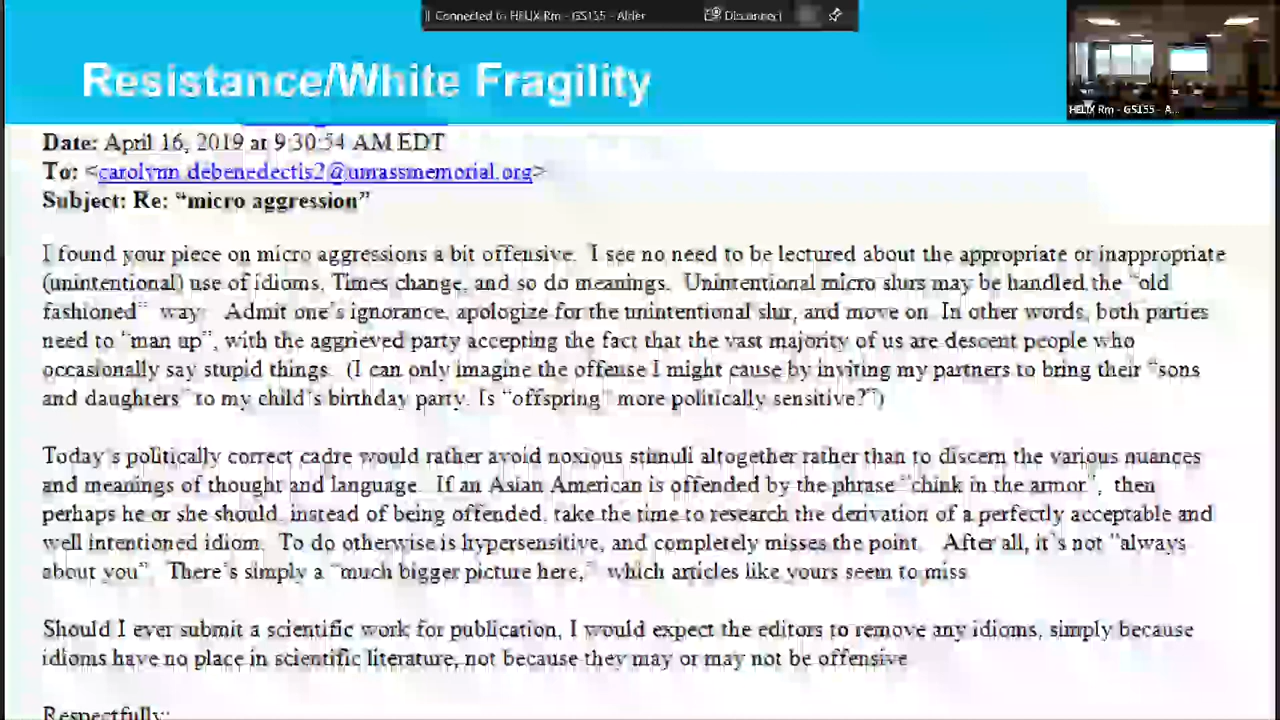 Connected to HELIX Rm - GS155 - Alder
Disconnect
Resistance/White Fragility
HELIX Rm - GS155 - A...
Date: April 16, 2019 at 9:30:54 AM EDT
To: <carolynn.debenedectis2@umassmemorial.org>
Subject: Re: “micro aggression”
I found your piece on micro aggressions a bit offensive. I see no need to be lectured about the appropriate or inappropriate
(unintentional) use of idioms. Times change, and so do meanings. Unintentional micro slurs may be handled the “old
fashioned” way: Admit one’s ignorance, apologize for the unintentional slur, and move on. In other words, both parties
need to “man up”, with the aggrieved party accepting the fact that the vast majority of us are descent people who
occasionally say stupid things. (I can only imagine the offense I might cause by inviting my partners to bring their “sons
and daughters” to my child’s birthday party. Is “offspring” more politically sensitive?”)
Today’s politically correct cadre would rather avoid noxious stimuli altogether rather than to discern the various nuances
and meanings of thought and language. If an Asian American is offended by the phrase “chink in the armor”, then
perhaps he or she should, instead of being offended, take the time to research the derivation of a perfectly acceptable and
well intentioned idiom. To do otherwise is hypersensitive, and completely misses the point. After all, it’s not “always
about you”. There’s simply a “much bigger picture here,” which articles like yours seem to miss
Should I ever submit a scientific work for publication, I would expect the editors to remove any idioms, simply because
idioms have no place in scientific literature, not because they may or may not be offensive
Respectfully;